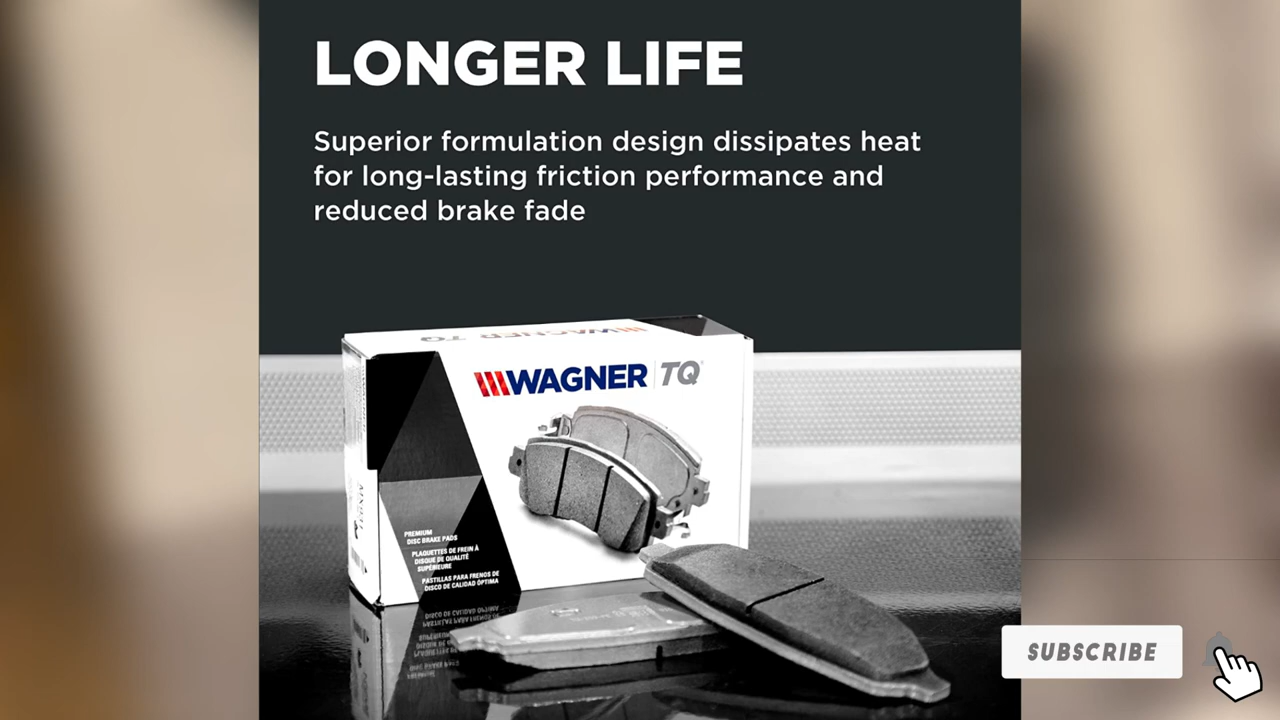 LONGER LIFE
Superior formulation design dissipates heat
for long-lasting friction performance and
reduced brake fade
WAGNER TQ
WAGNER TQ
PREMIUM
DISC BRAKE PADS
PLAQUETTES DE FREIN À
DISQUE DE QUALITÉ
SUPÉRIEURE
PASTILLAS PARA FRENOS DE
DISCO DE CALIDAD ÓPTIMA
SUBSCRIBE